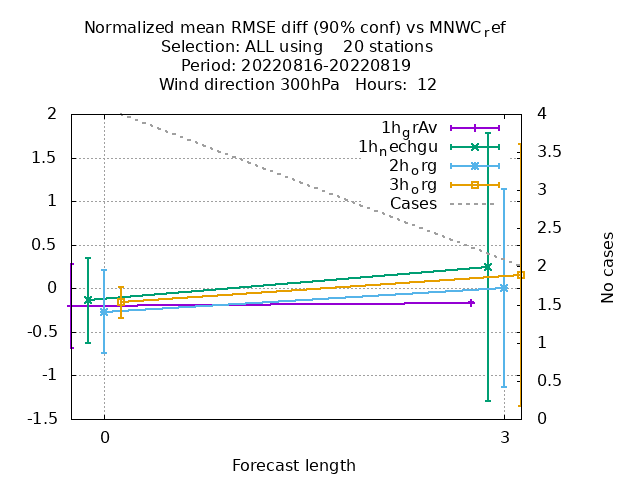 Normalized mean RMSE diff (90% conf) vs MNWC_ref
Selection: ALL using    20 stations
Period: 20220816-20220819
Wind direction 300hPa   Hours:  12
2
1.5
1
0.5
0
-0.5
-1
-1.5
4
3.5
3
2.5
2
1.5
1
0.5
0
1h_grAv
1h_nechgu
2h_org
3h_org
Cases
No cases
0
3
Forecast length